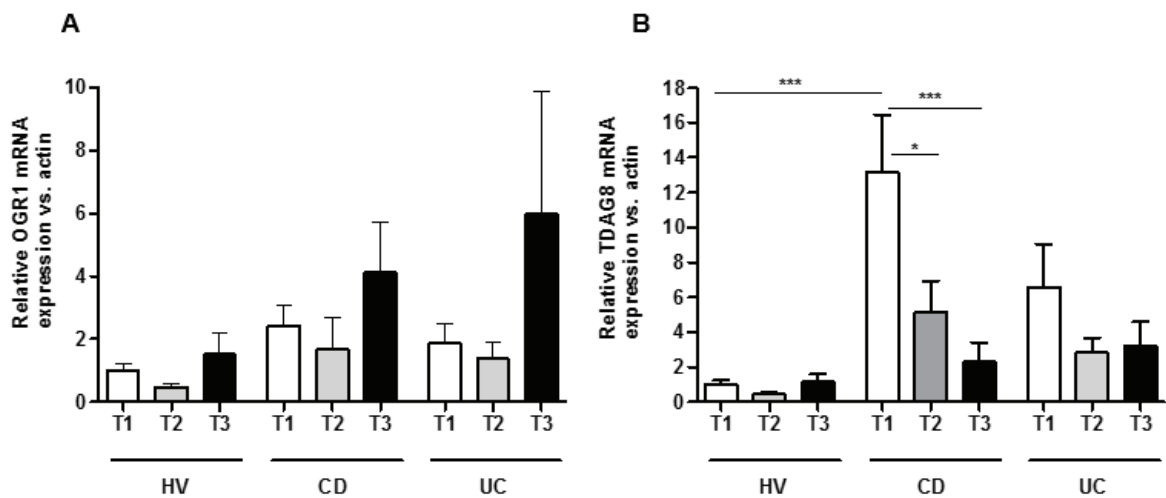 A
Relative OGR1 mRNA
expression vs. actin
10
8
6
4
2
0
T1 T2 T3 T1 T2 T3 T1 T2 T3
HV CD UC
B
Relative TDAG8 mRNA
expression vs. actin
18
16
14
12
10
8
6
4
2
0
***
***
*
T1 T2 T3 T1 T2 T3 T1 T2 T3
HV CD UC